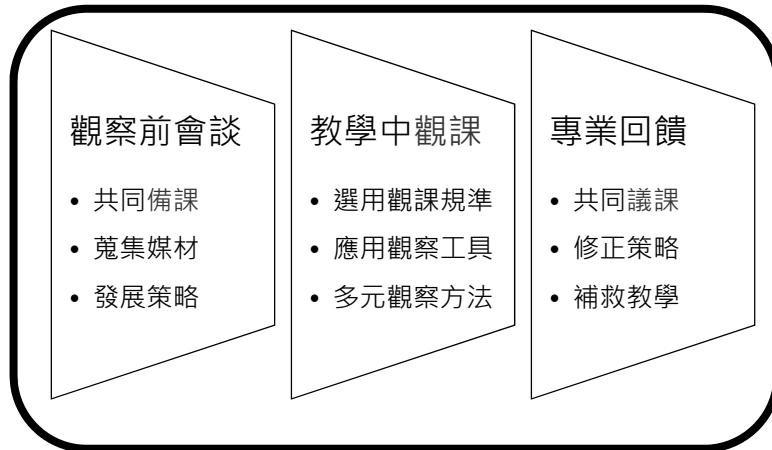 觀察前會談
• 共同備課
• 蒐集媒材
• 發展策略
教學中觀課
• 選用觀課規準
• 應用觀察工具
• 多元觀察方法
專業回饋
• 共同議課
• 修正策略
• 補救教學